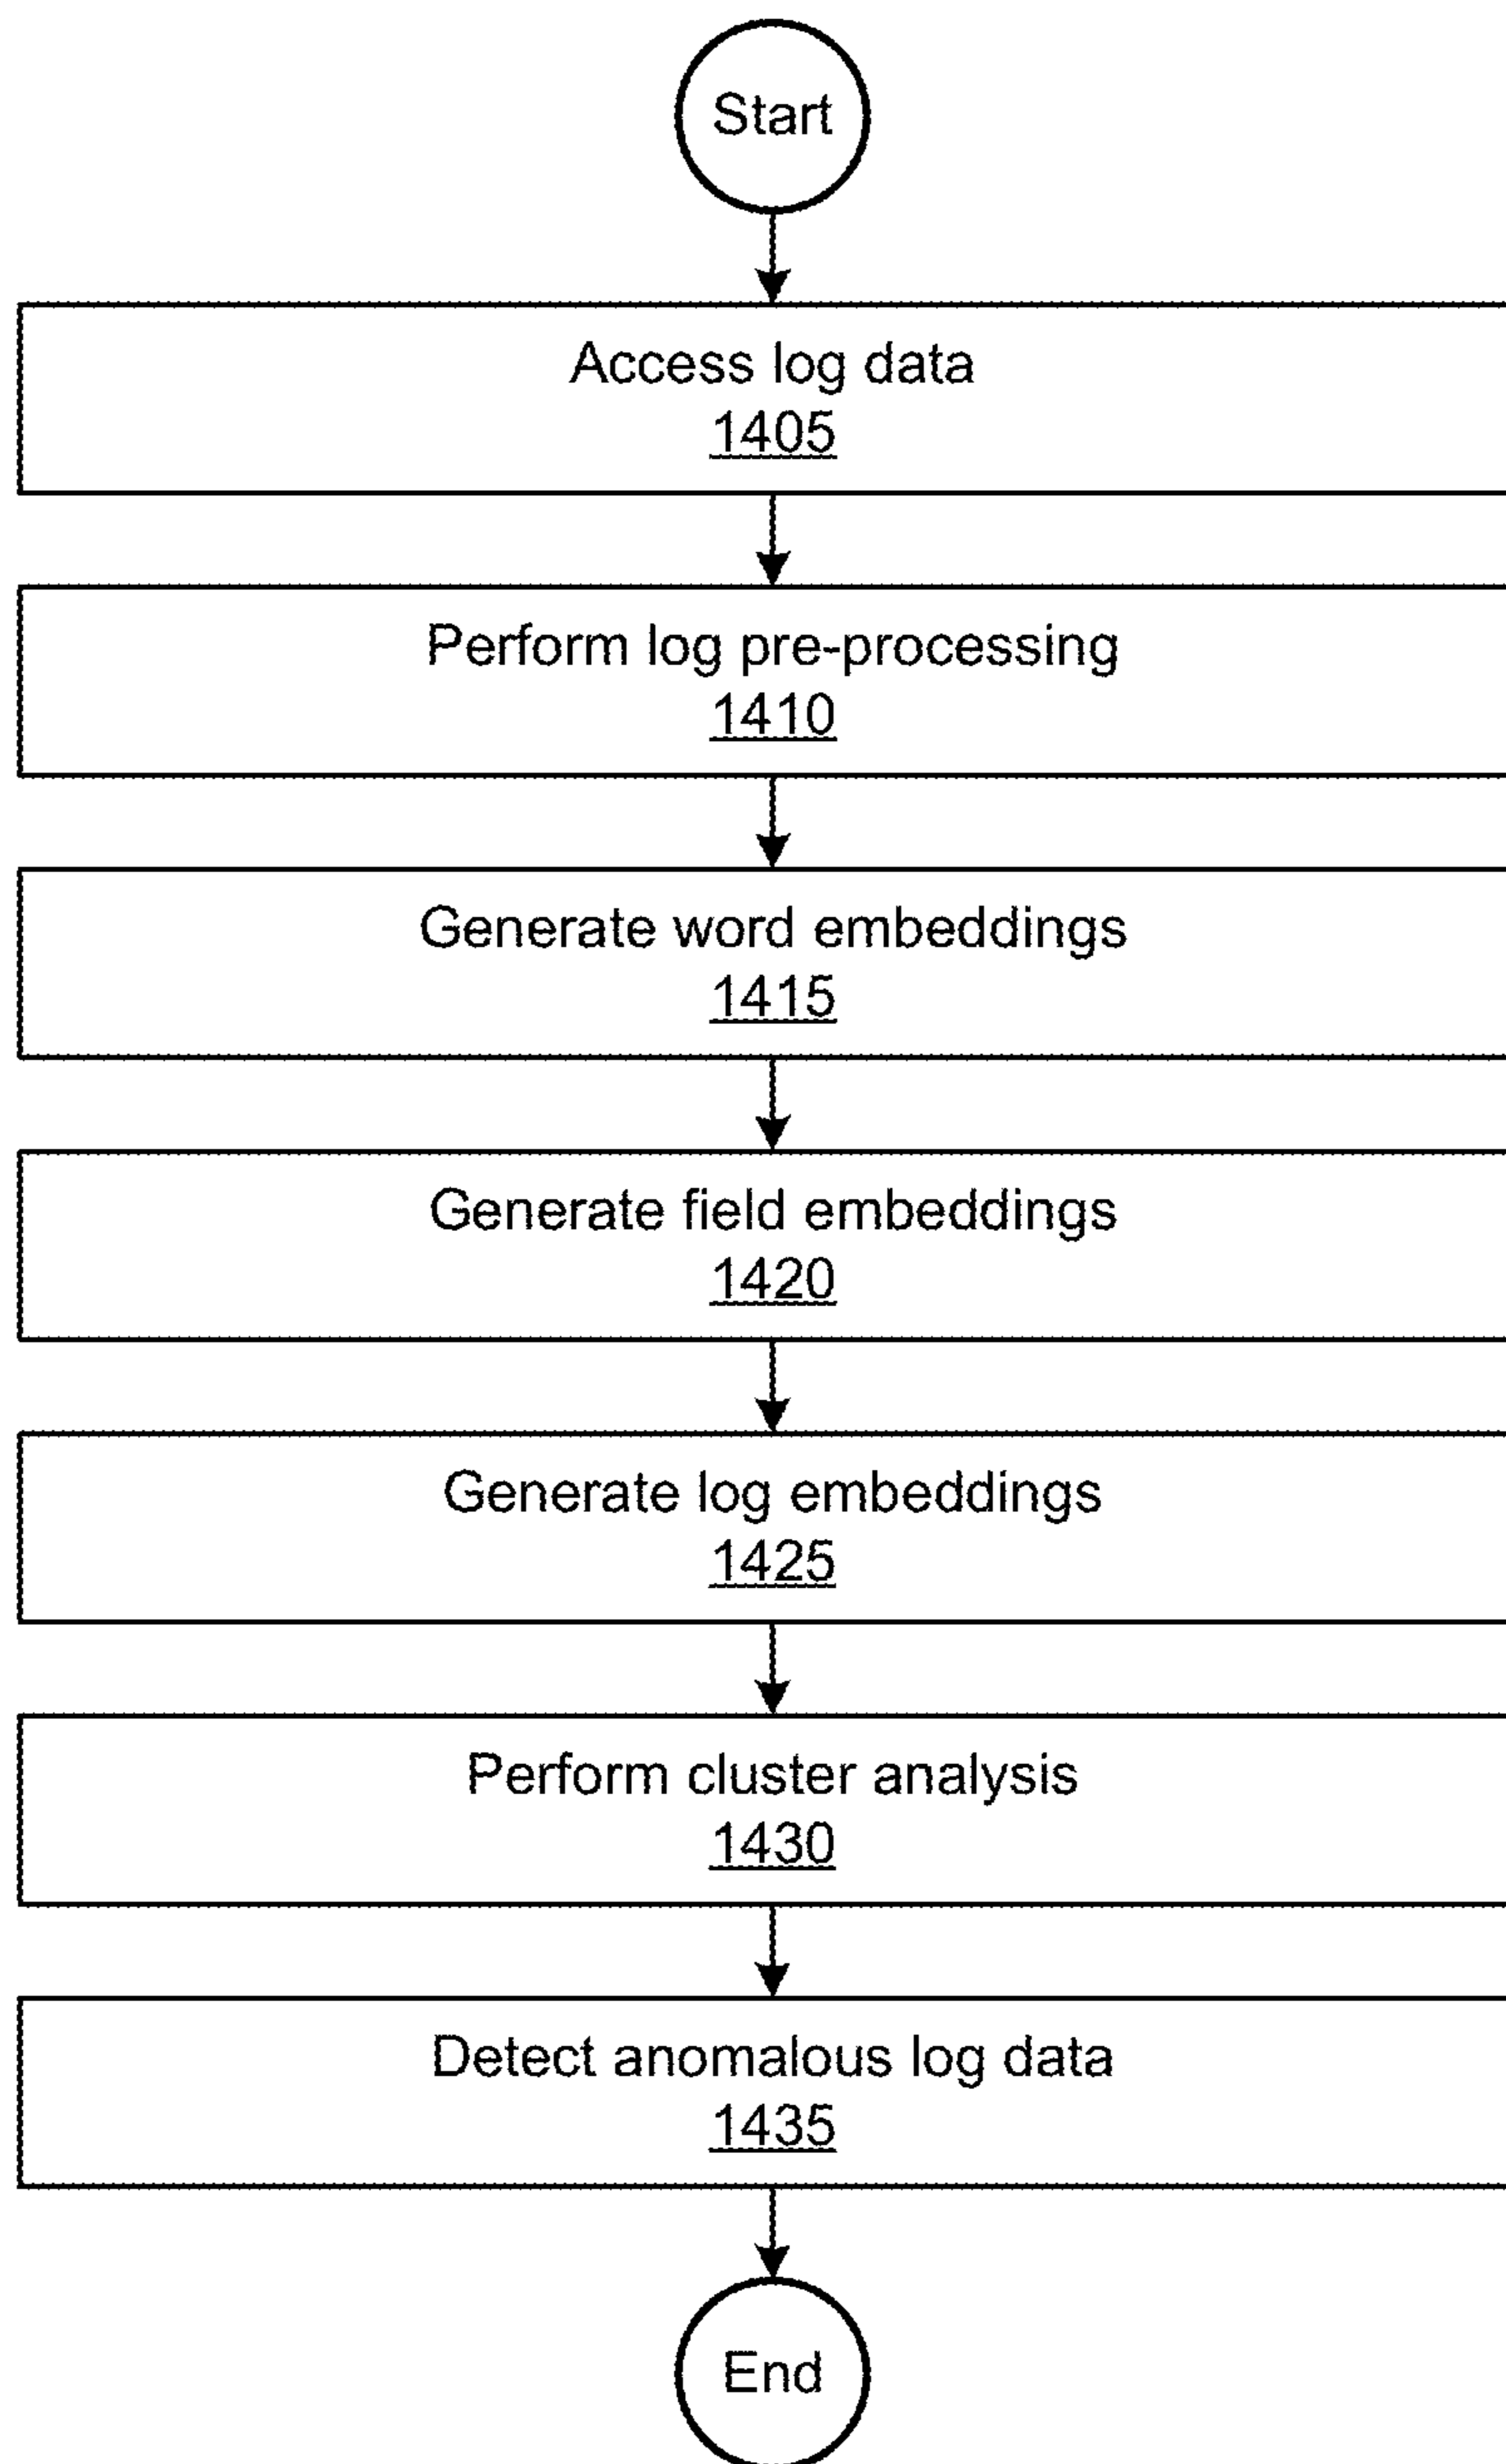 Start
Access log data
1405
Perform log pre-processing
1410
Generate word embeddings
1415
Generate field embeddings
1420
Generate log embeddings
1425
Perform cluster analysis
1430
Detect anomalous log data
1435
End